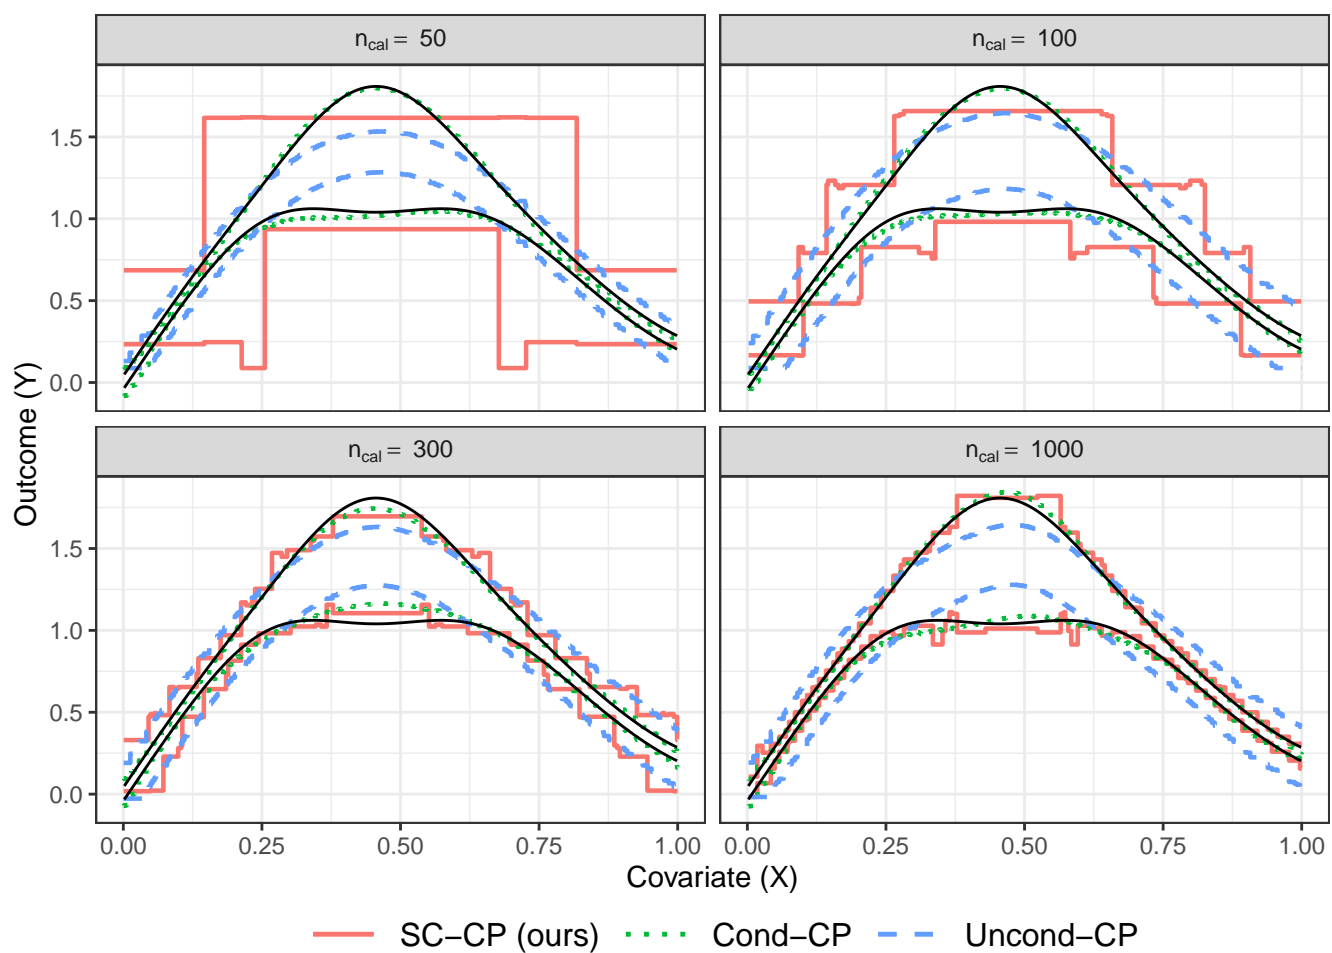 n_cal = 50
n_cal = 100
1.5
1.0
0.5
0.0
Outcome (Y)
n_cal = 300
n_cal = 1000
1.5
1.0
0.5
0.0
0.00 0.25 0.50 0.75 1.00 0.00 0.25 0.50 0.75 1.00
Covariate (X)
SC−CP (ours) Cond−CP Uncond−CP